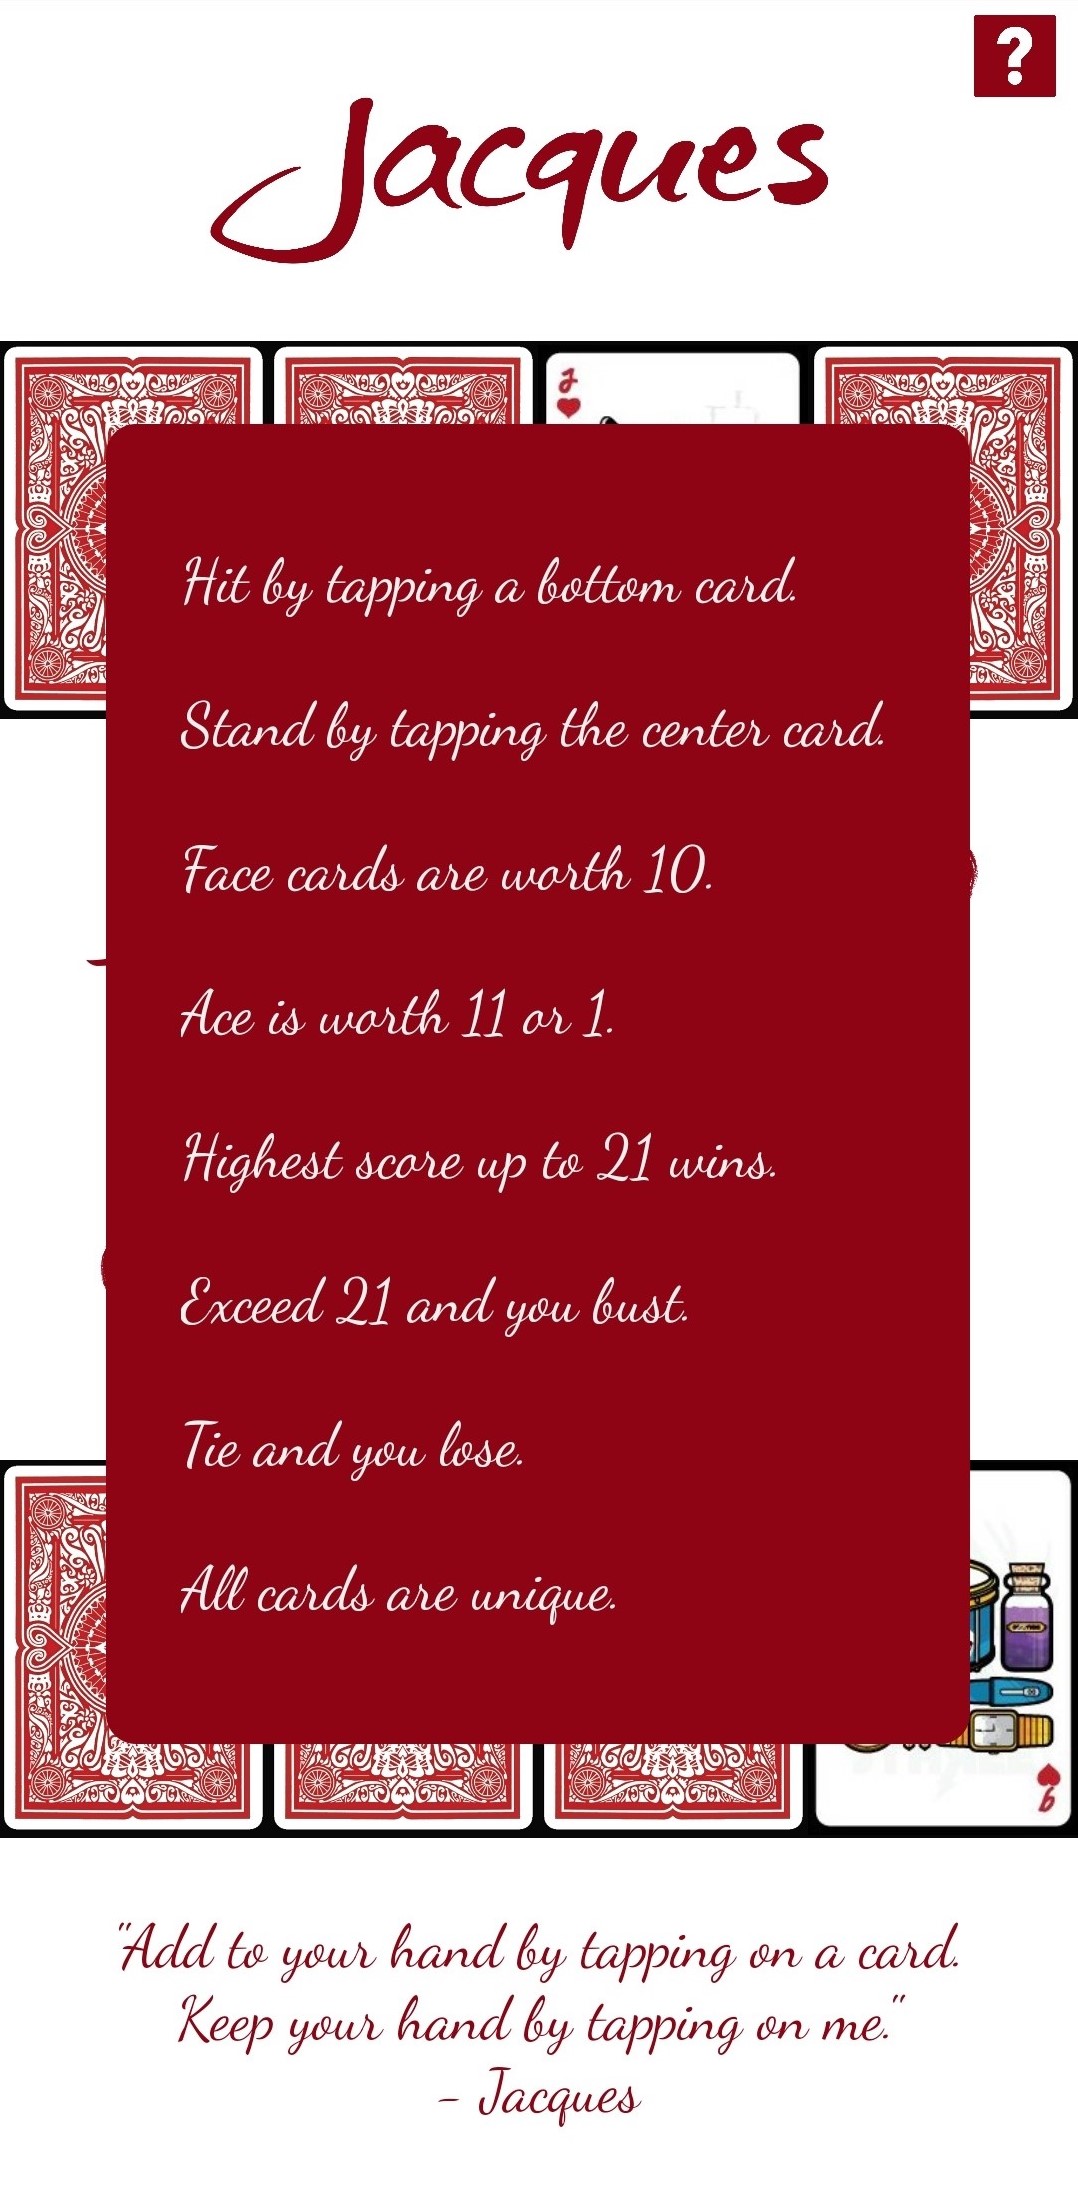 ?
Jacques
J
Hit by tapping a bottom card.
Stand by tapping the center card.
Face cards are worth 10.
Ace is worth 11 or 1.
Highest score up to 21 wins.
Exceed 21 and you bust.
Tie and you lose.
All cards are unique.
9
"Add to your hand by tapping on a card.
Keep your hand by tapping on me."
- Jacques